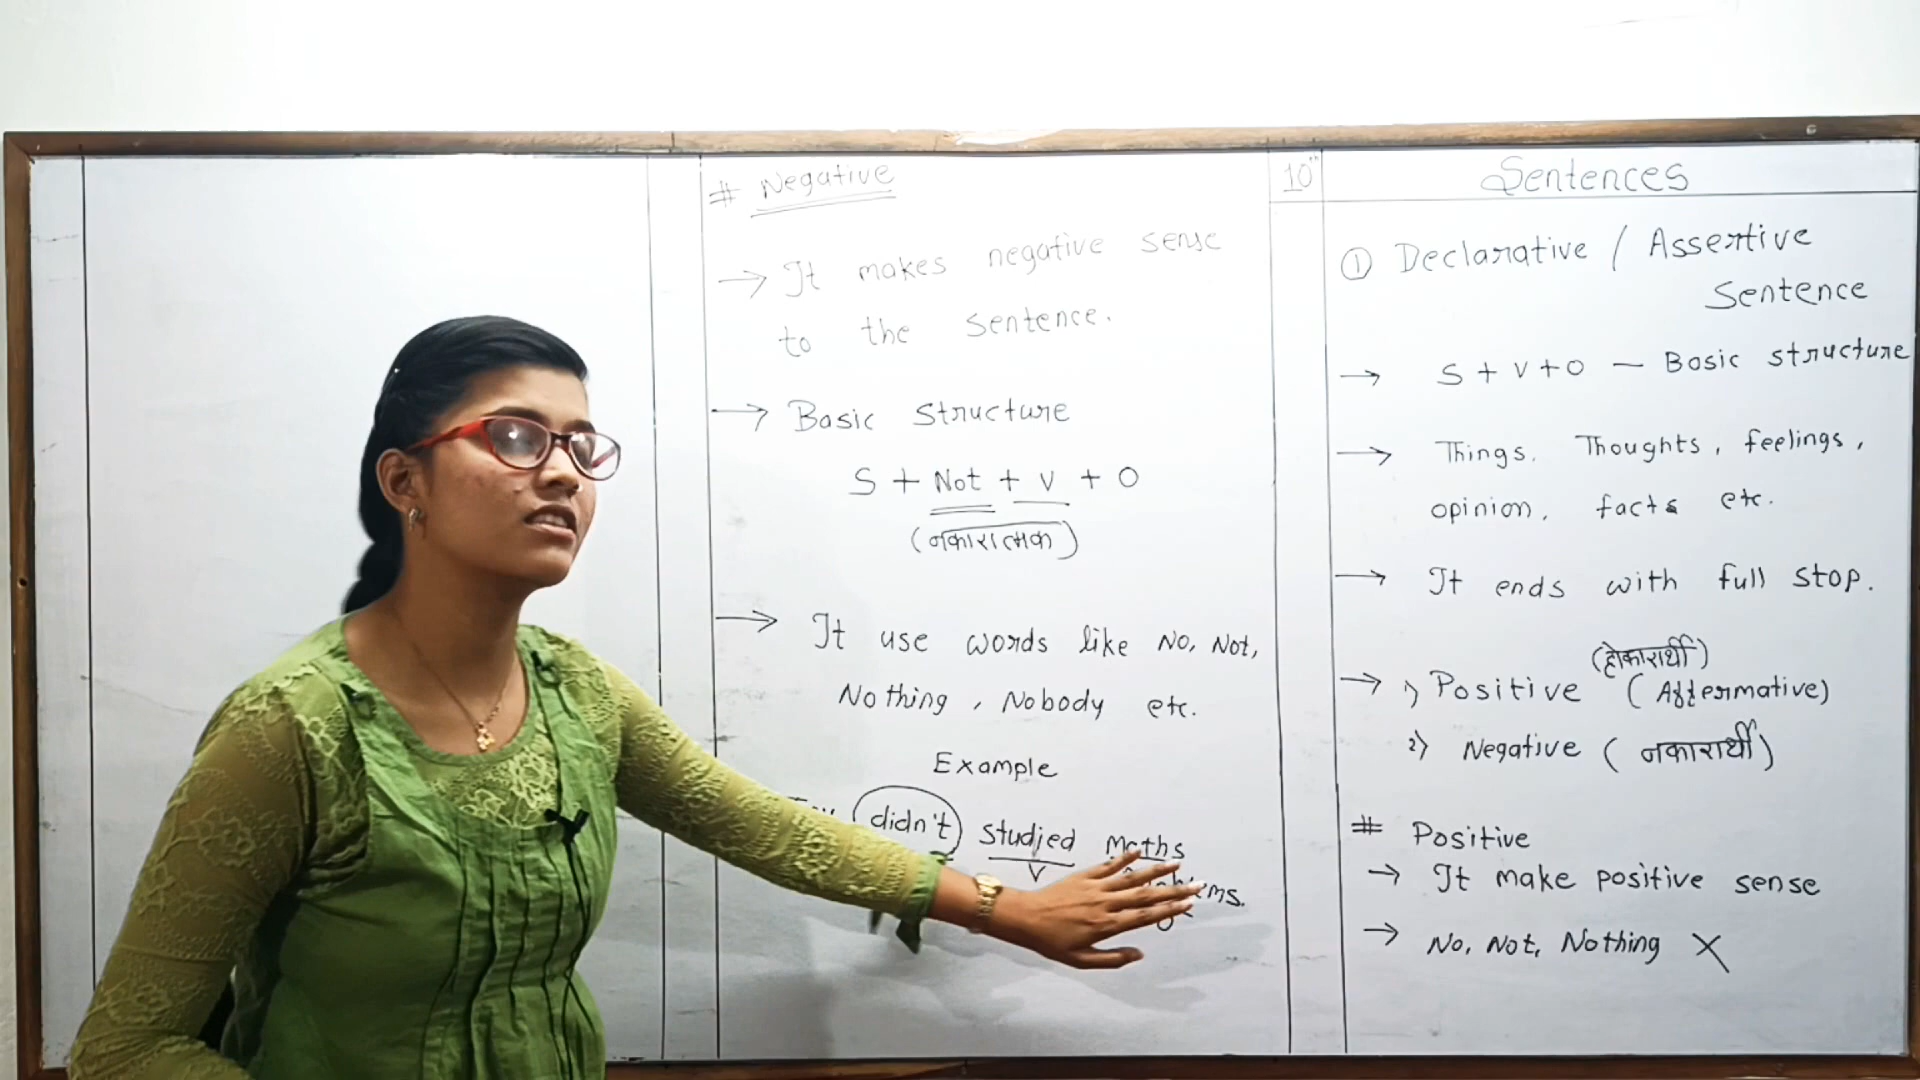 10th
Sentences
① Declarative / Assertive
Sentence
→ S + V + O — Basic structure
→ Things, Thoughts, feelings,
opinion, facts etc.
→ It ends with full stop.
(होकारार्थी)
→ 1) Positive (Affermative)
2) Negative (नकारार्थी)
# Positive
→ It make positive sense
→ No, Not, Nothing X
# Negative
→ It makes negative sense
to the sentence.
→ Basic structure
S + Not + V + O
(नकारात्मक)
→ It use words like No, Not,
Nothing, Nobody etc.
Example
didn't studied Maths
V